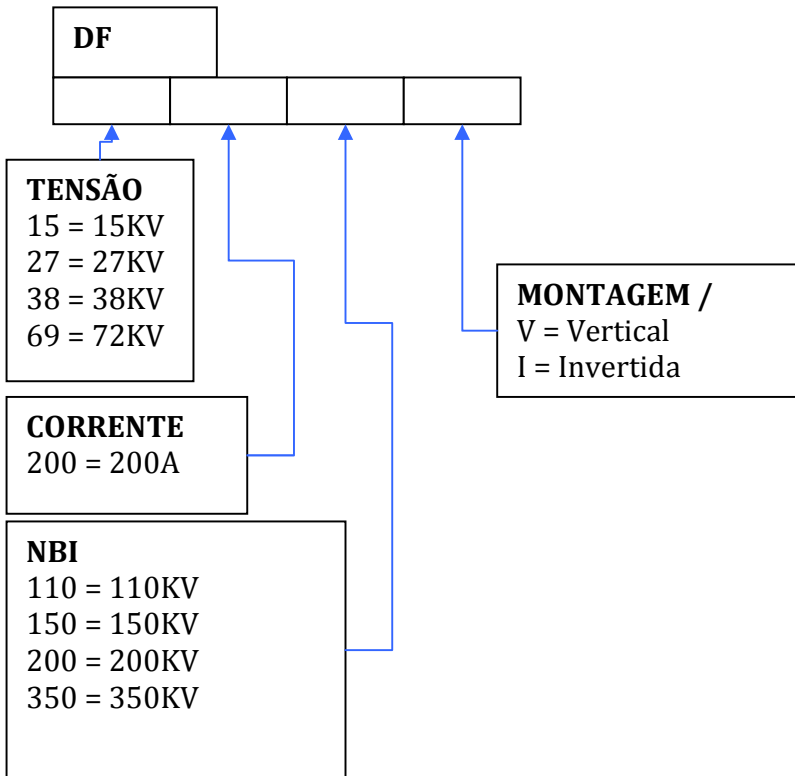 DF
TENSÃO
15 = 15KV
27 = 27KV
38 = 38KV
69 = 72KV
MONTAGEM /
V = Vertical
I = Invertida
CORRENTE
200 = 200A
NBI
110 = 110KV
150 = 150KV
200 = 200KV
350 = 350KV